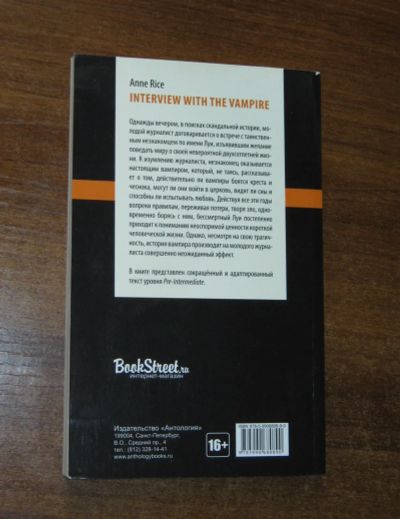 Anne Rice
INTERVIEW WITH THE VAMPIRE
Однажды вечером, в поисках скандальной истории, мо-
лодой журналист договаривается о встрече с таинствен-
ным незнакомцем по имени Луи, изъявившим желание
поведать миру о своей невероятной двухсотлетней жиз-
ни. К изумлению журналиста, незнакомец оказывается
настоящим вампиром, который, не таясь, рассказыва-
ет о том, действительно ли вампиры боятся креста и
чеснока, могут ли они войти в церковь, видят ли сны и
способны ли испытывать любовь. Действуя все эти годы
вопреки правилам, переживая потери, творя зло, одно-
временно борясь с ним, бессмертный Луи постепенно
приходит к пониманию неоспоримой ценности короткой
человеческой жизни. Однако, несмотря на свою трагич-
ность, история вампира производит на молодого журна-
листа совершенно неожиданный эффект.
В книге представлен сокращённый и адаптированный
текст уровня Pre-Intermediate.
BookStreet.ru
интернет-магазин
Издательство «Антология»
199004, Санкт-Петербург,
В.О., Средний пр., 4
тел.: (812) 328-14-41
www.anthologybooks.ru
16+